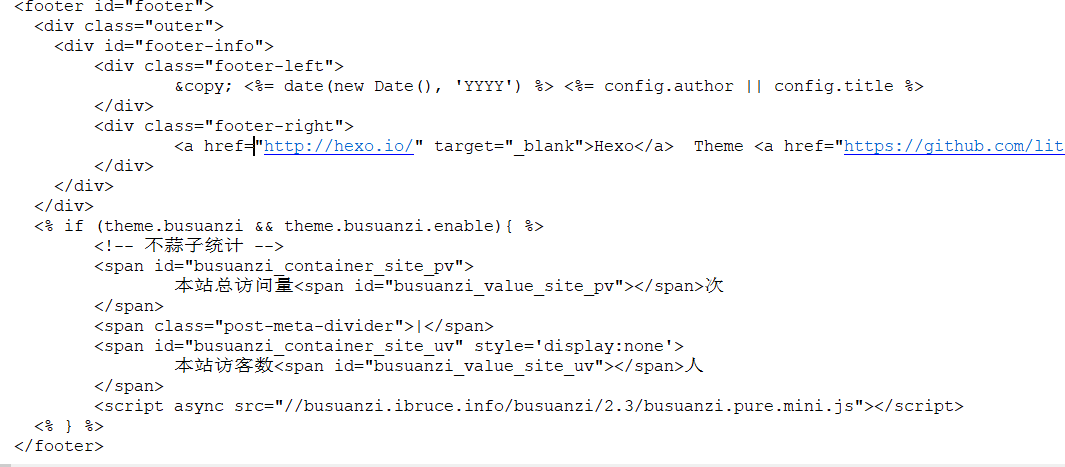 <footer id="footer">
<div class="outer">
<div id="footer-info">
<div class="footer-left">
&copy; <%= date(new Date(), 'YYYY') %> <%= config.author || config.title %>
</div>
<div class="footer-right">
<a href="http://hexo.io/" target="_blank">Hexo</a>  Theme <a href="https://github.com/lit
</div>
</div>
</div>
<% if (theme.busuanzi && theme.busuanzi.enable){ %>
<!-- 不蒜子统计 -->
<span id="busuanzi_container_site_pv">
本站总访问量<span id="busuanzi_value_site_pv"></span>次
</span>
<span class="post-meta-divider">|</span>
<span id="busuanzi_container_site_uv" style='display:none'>
本站访客数<span id="busuanzi_value_site_uv"></span>人
</span>
<script async src="//busuanzi.ibruce.info/busuanzi/2.3/busuanzi.pure.mini.js"></script>
<% } %>
</footer>